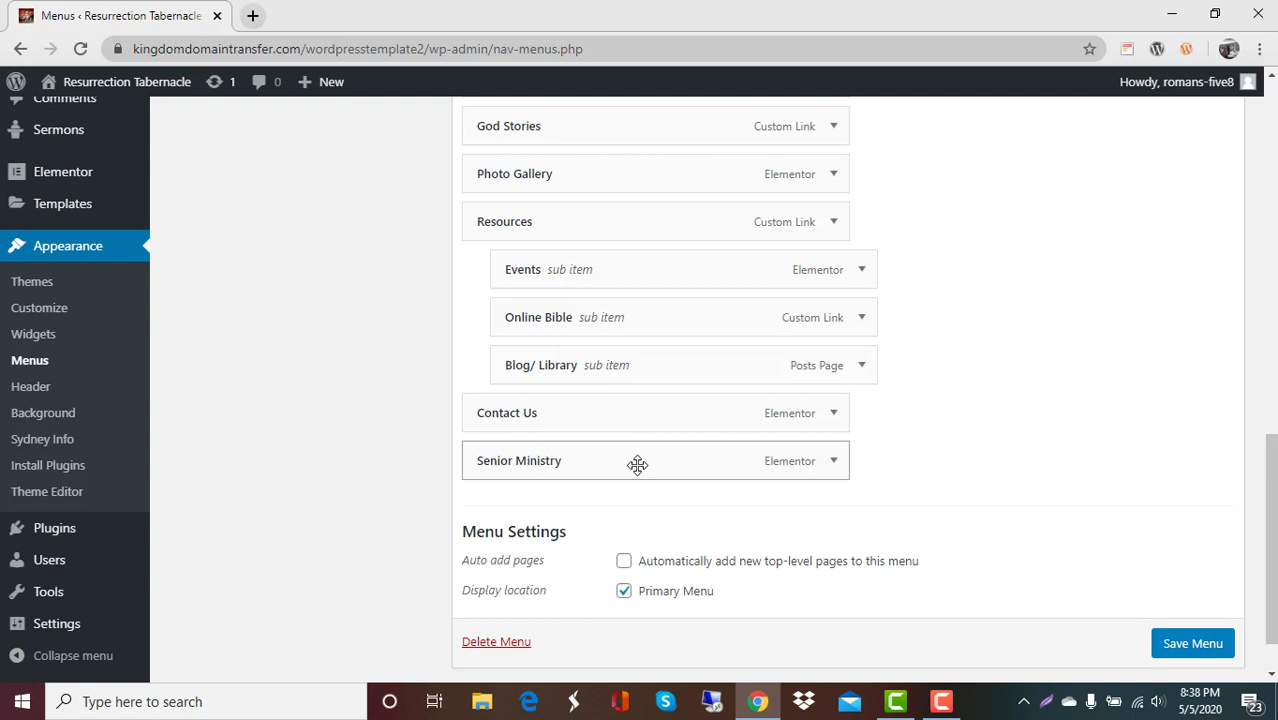 Menus ‹ Resurrection Tabernacle
kingdomdomaintransfer.com/wordpresstemplate2/wp-admin/nav-menus.php
Resurrection Tabernacle 1 0 New Howdy, romans-five8
Comments
Sermons
Elementor
Templates
Appearance
Themes
Customize
Widgets
Menus
Header
Background
Sydney Info
Install Plugins
Theme Editor
Plugins
Users
Tools
Settings
Collapse menu
God Stories Custom Link
Photo Gallery Elementor
Resources Custom Link
Events sub item Elementor
Online Bible sub item Custom Link
Blog/ Library sub item Posts Page
Contact Us Elementor
Senior Ministry Elementor
Menu Settings
Auto add pages Automatically add new top-level pages to this menu
Display location Primary Menu
Delete Menu Save Menu
Type here to search
8:38 PM
5/5/2020
23